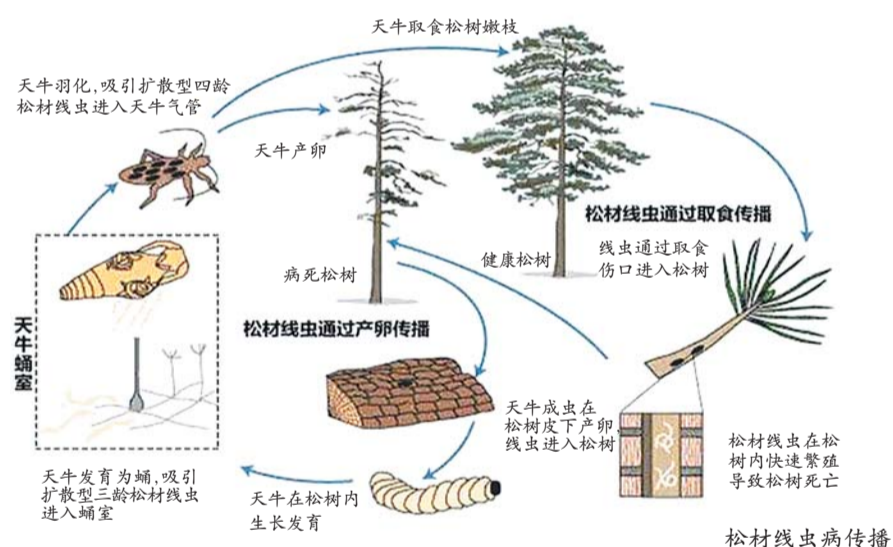 天牛取食松树嫩枝
天牛羽化,吸引扩散型四龄
松材线虫进入天牛气管
天牛产卵
松材线虫通过取食传播
线虫通过取食
伤口进入松树
健康松树
病死松树
松材线虫通过产卵传播
天牛蛹室
天牛成虫在
松树皮下产卵,
线虫进入松树
松材线虫在松
树内快速繁殖
导致松树死亡
天牛发育为蛹,吸引
扩散型三龄松材线虫
进入蛹室
天牛在松树内
生长发育
松材线虫病传播